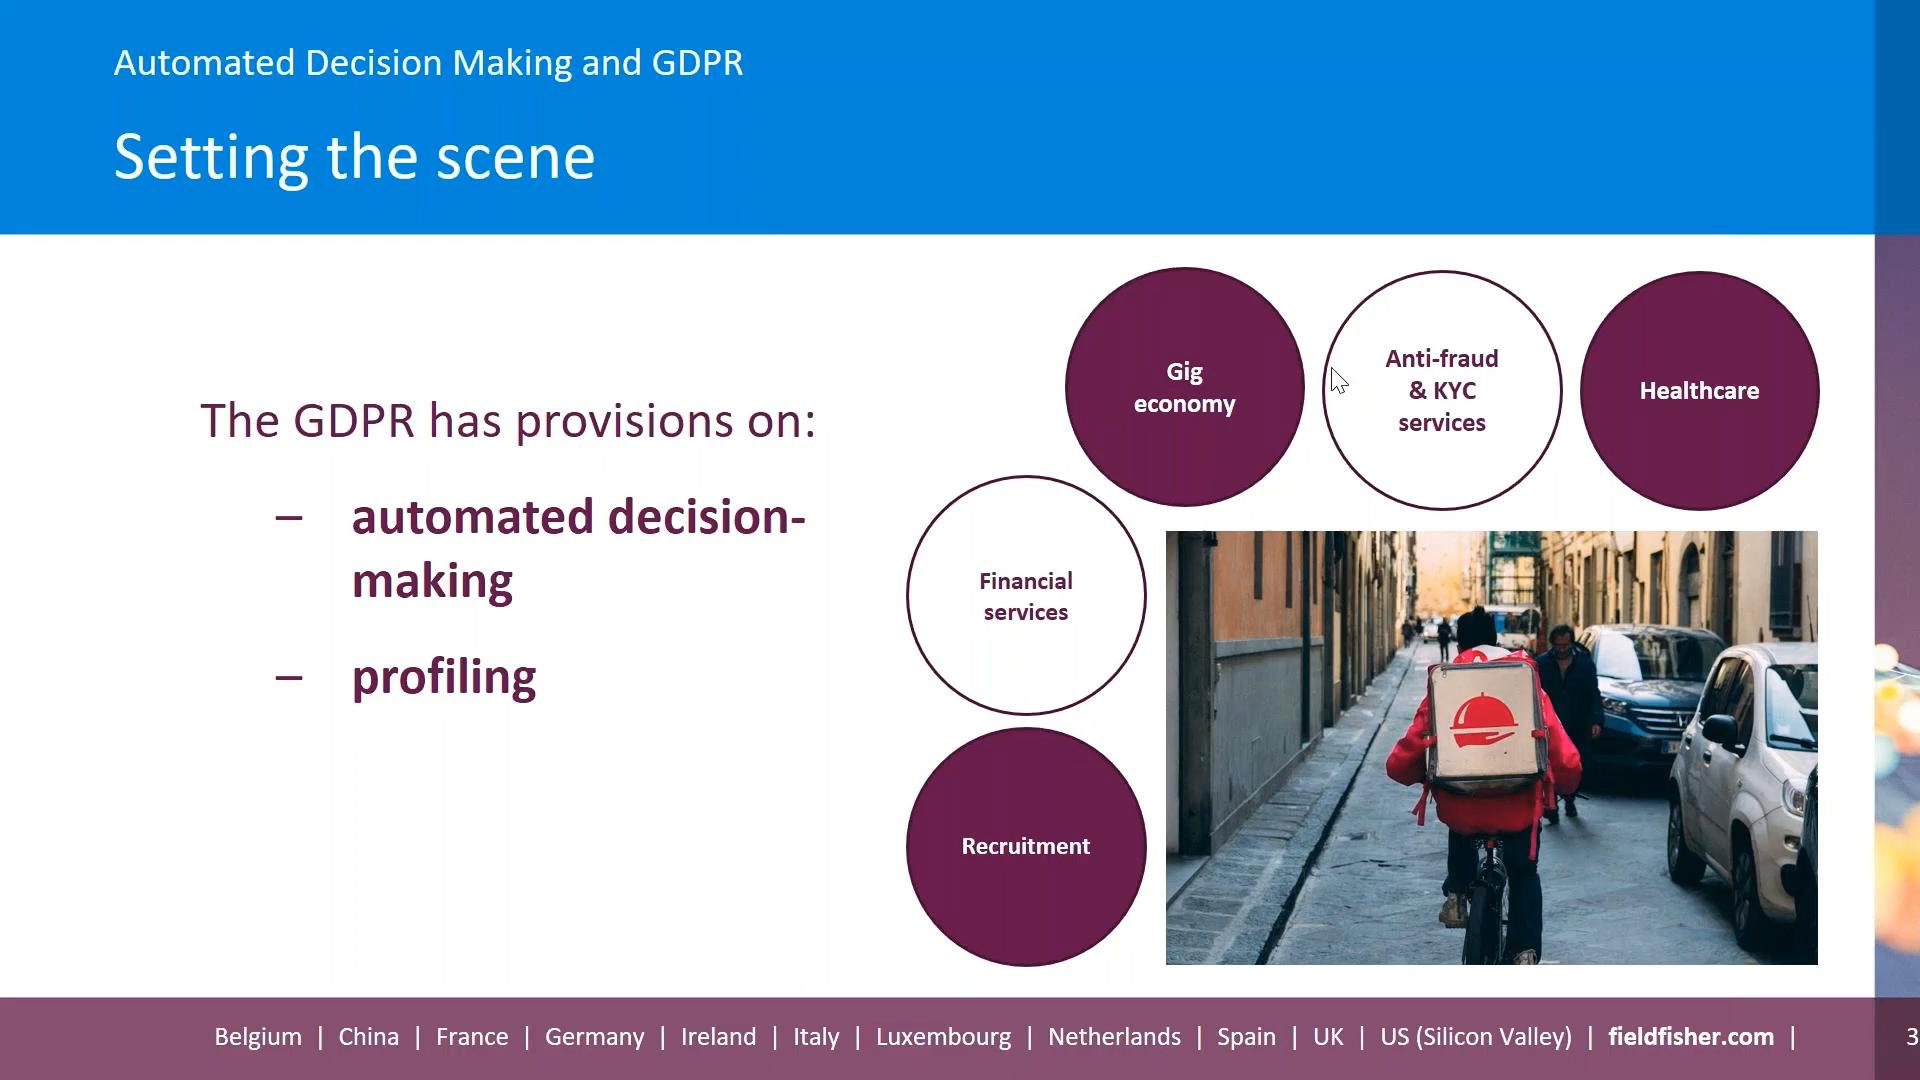 Automated Decision Making and GDPR
Setting the scene
The GDPR has provisions on:
– automated decision-
making
– profiling
Gig
economy
Anti-fraud
& KYC
services
Healthcare
Financial
services
Recruitment
Belgium | China | France | Germany | Ireland | Italy | Luxembourg | Netherlands | Spain | UK | US (Silicon Valley) | fieldfisher.com |
3